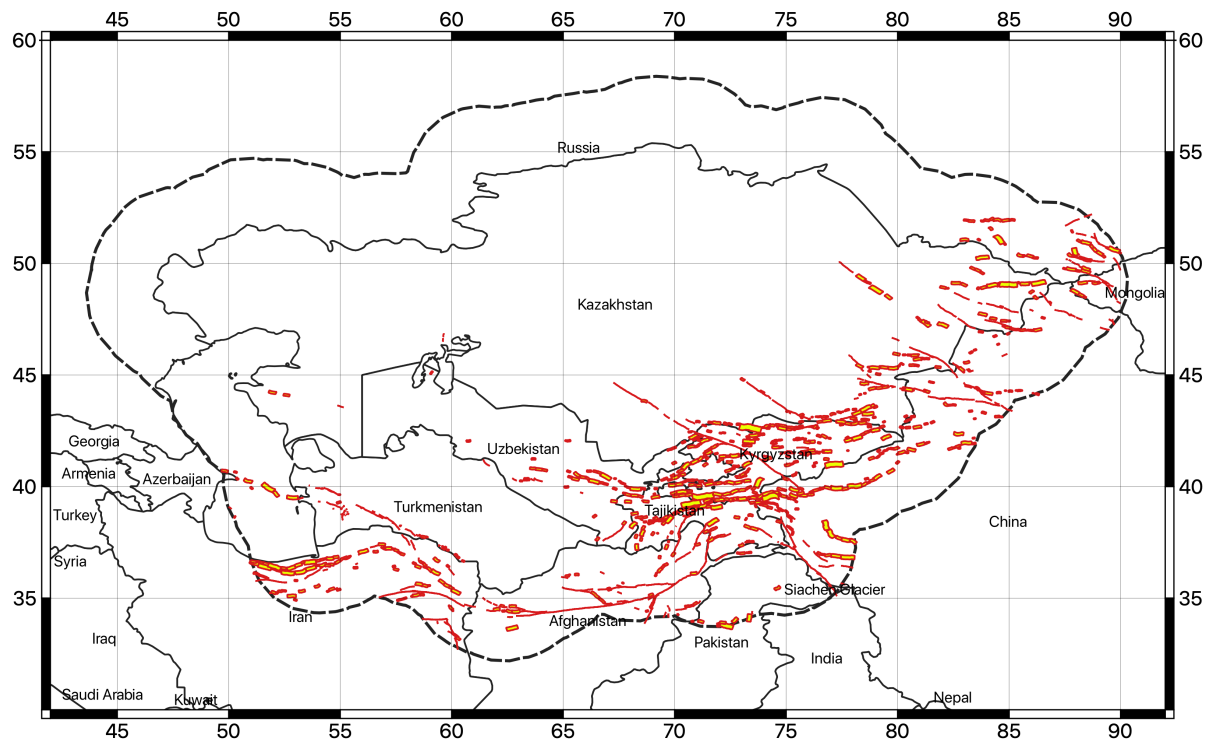 45 50 55 60 65 70 75 80 85 90
60 60
Russia
55 55
50 50
Mongolia
Kazakhstan
45 45
Georgia
Uzbekistan
Kyrgyzstan
Armenia
Azerbaijan
40 40
Turkmenistan
Tajikistan
Turkey
China
Syria
Siachen Glacier
35 35
Iran
Afghanistan
Iraq
Pakistan
India
Saudi Arabia
Kuwait
Nepal
45 50 55 60 65 70 75 80 85 90